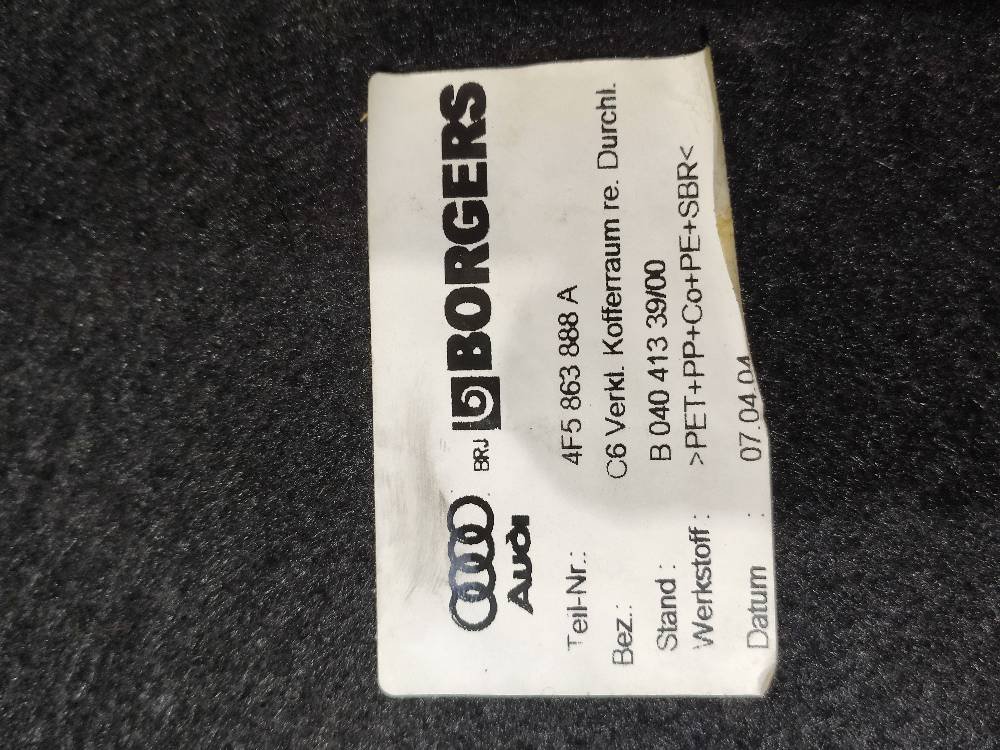 BRJ BORGERS
Audi
Teil-Nr.: 4F5 863 888 A
Bez.: C6 Verkl. Kofferraum re. Durchl.
Stand : B 040 413 39/00
Werkstoff : >PET+PP+Co+PE+SBR<
Datum : 07.04.04